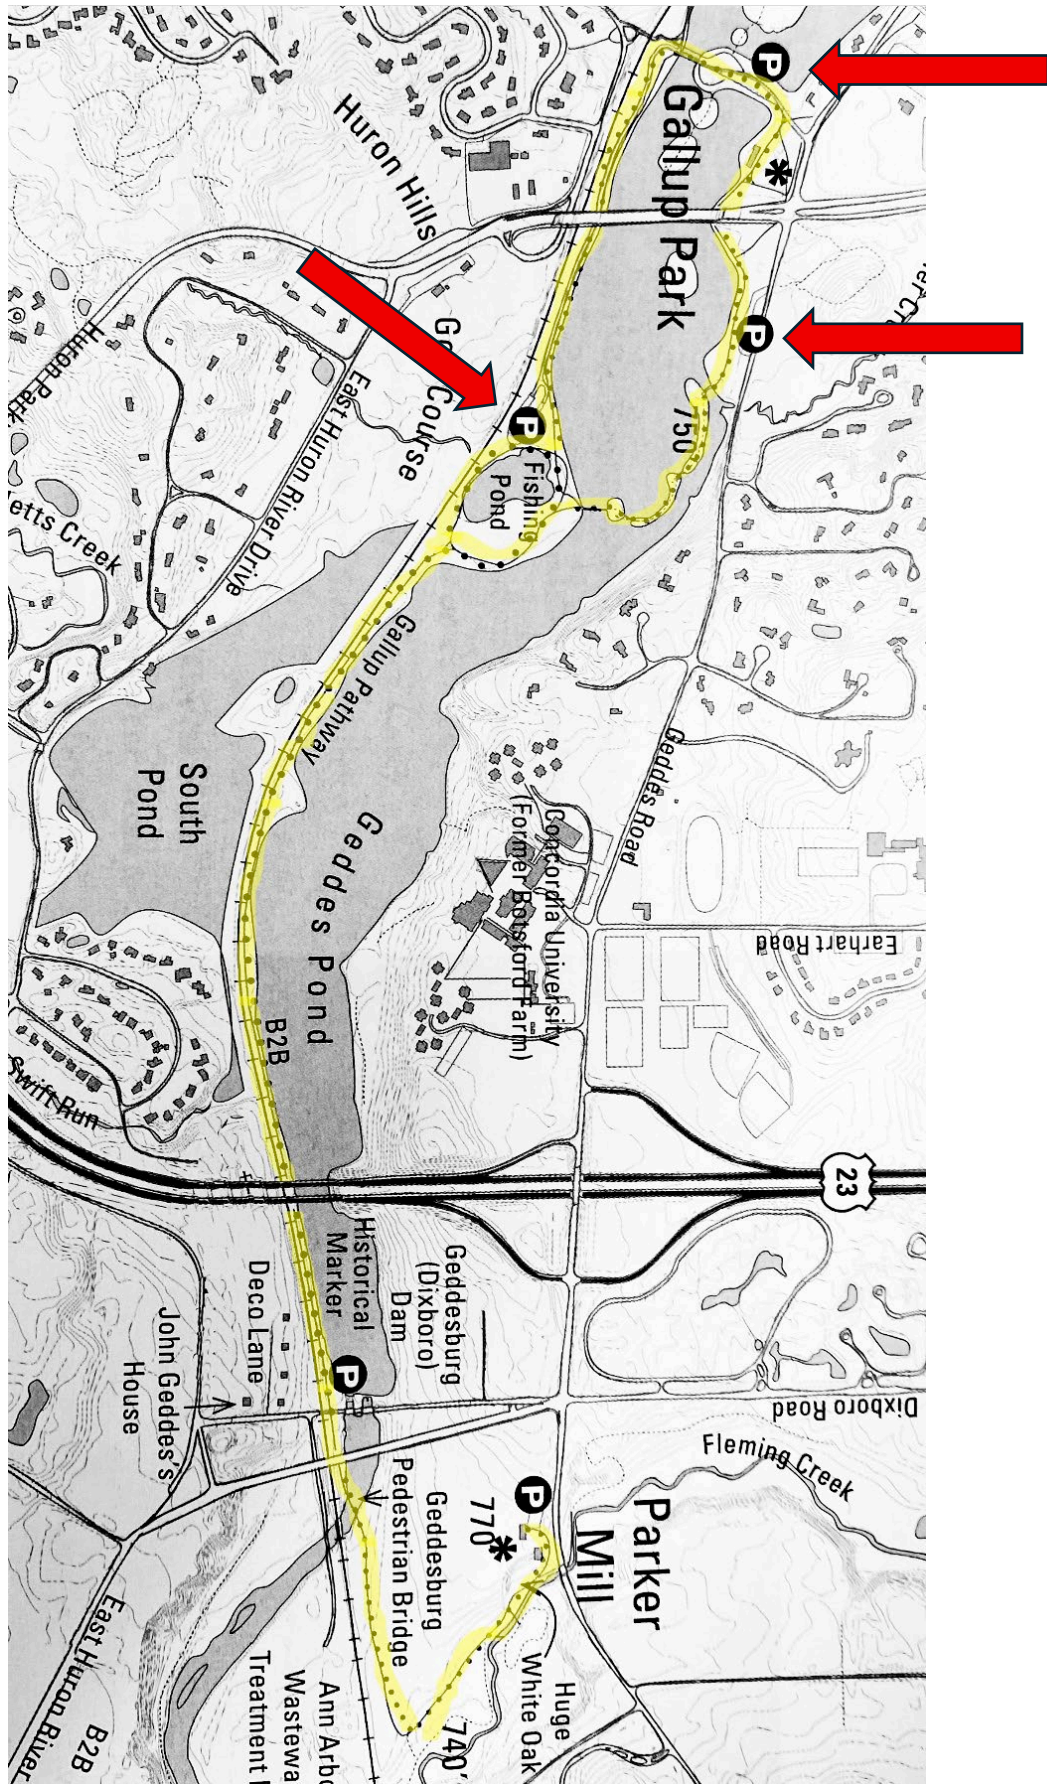 P
Gallup Park
Huron Hills
Golf Course
P
P
Fishing
Pond
750'
Huron Park
East Huron River Drive
Gallup Pathway
South
Pond
Geddes Pond
Geddes Road
Concordia University
(Former Botsford Farm)
Earhart Road
B2B
Swift Run
23
Historical
Marker
Geddesburg
(Dixboro)
Dam
Deco Lane
John Geddes's
House
P
Dixboro Road
Fleming Creek
Parker
Mill
P
770'
Geddesburg
Pedestrian Bridge
Huge
White Oak
740'
East Huron River
B2B